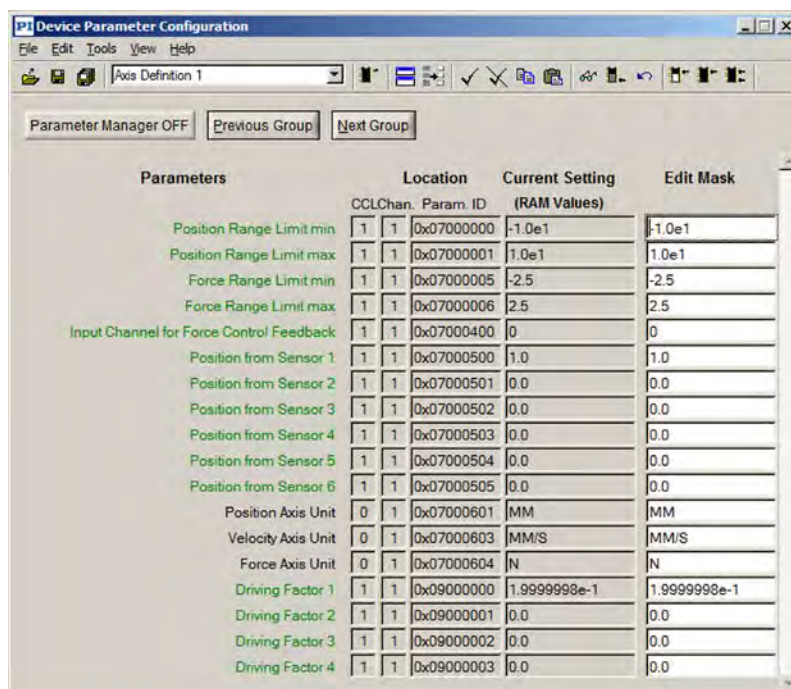 PI Device Parameter Configuration
File Edit Tools View Help
Axis Definition 1
Parameter Manager OFF Previous Group Next Group
Parameters Location Current Setting Edit Mask
CCL Chan. Param. ID (RAM Values)
Position Range Limit min 1 1 0x07000000 -1.0e1 -1.0e1
Position Range Limit max 1 1 0x07000001 1.0e1 1.0e1
Force Range Limit min 1 1 0x07000005 -2.5 -2.5
Force Range Limit max 1 1 0x07000006 2.5 2.5
Input Channel for Force Control Feedback 1 1 0x07000400 0 0
Position from Sensor 1 1 1 0x07000500 1.0 1.0
Position from Sensor 2 1 1 0x07000501 0.0 0.0
Position from Sensor 3 1 1 0x07000502 0.0 0.0
Position from Sensor 4 1 1 0x07000503 0.0 0.0
Position from Sensor 5 1 1 0x07000504 0.0 0.0
Position from Sensor 6 1 1 0x07000505 0.0 0.0
Position Axis Unit 0 1 0x07000601 MM MM
Velocity Axis Unit 0 1 0x07000603 MM/S MM/S
Force Axis Unit 0 1 0x07000604 N N
Driving Factor 1 1 1 0x09000000 1.9999998e-1 1.9999998e-1
Driving Factor 2 1 1 0x09000001 0.0 0.0
Driving Factor 3 1 1 0x09000002 0.0 0.0
Driving Factor 4 1 1 0x09000003 0.0 0.0